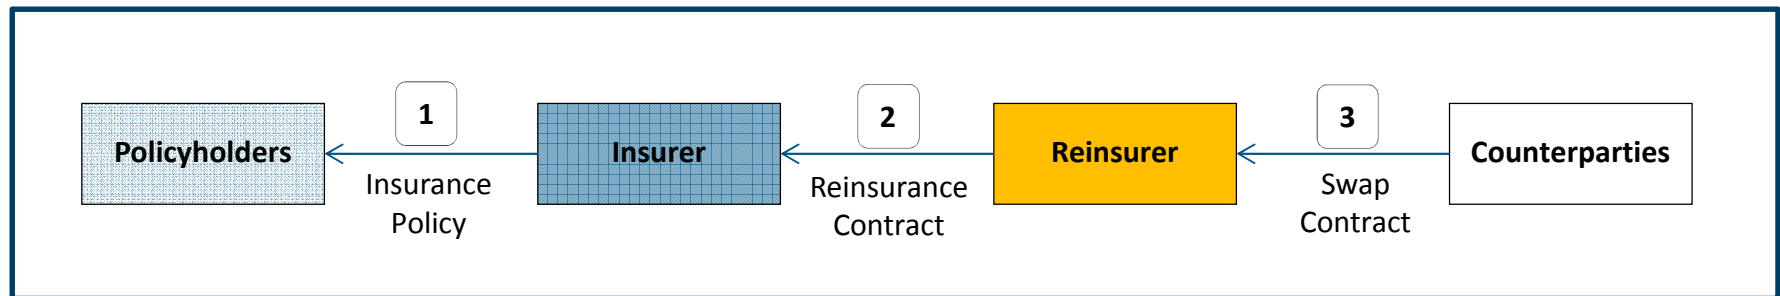 1
2
3
Policyholders
Insurer
Reinsurer
Counterparties
Insurance
Policy
Reinsurance
Contract
Swap
Contract